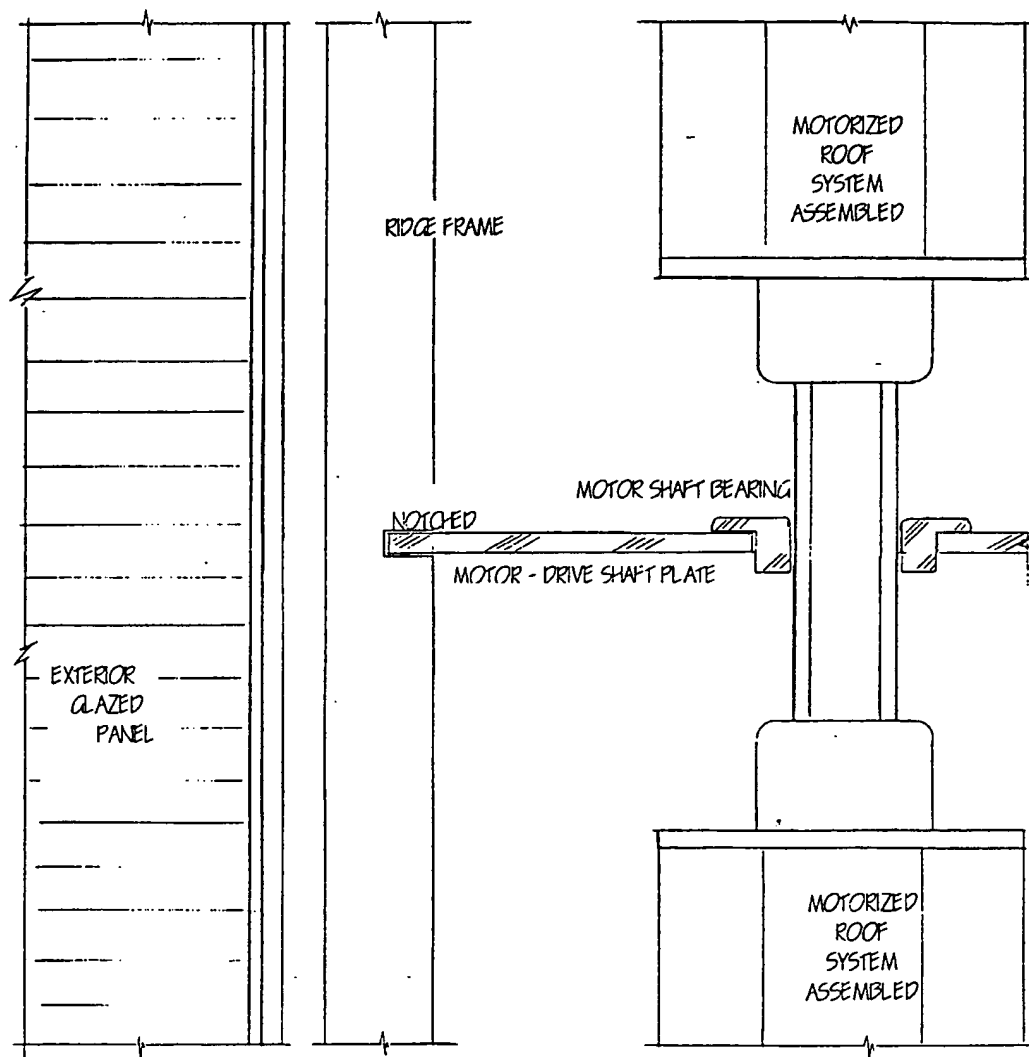 MOTORIZED
ROOF
SYSTEM
ASSEMBLED
RIDGE FRAME
MOTOR SHAFT BEARING
NOTCHED
MOTOR - DRIVE SHAFT PLATE
EXTERIOR
GLAZED
PANEL
MOTORIZED
ROOF
SYSTEM
ASSEMBLED